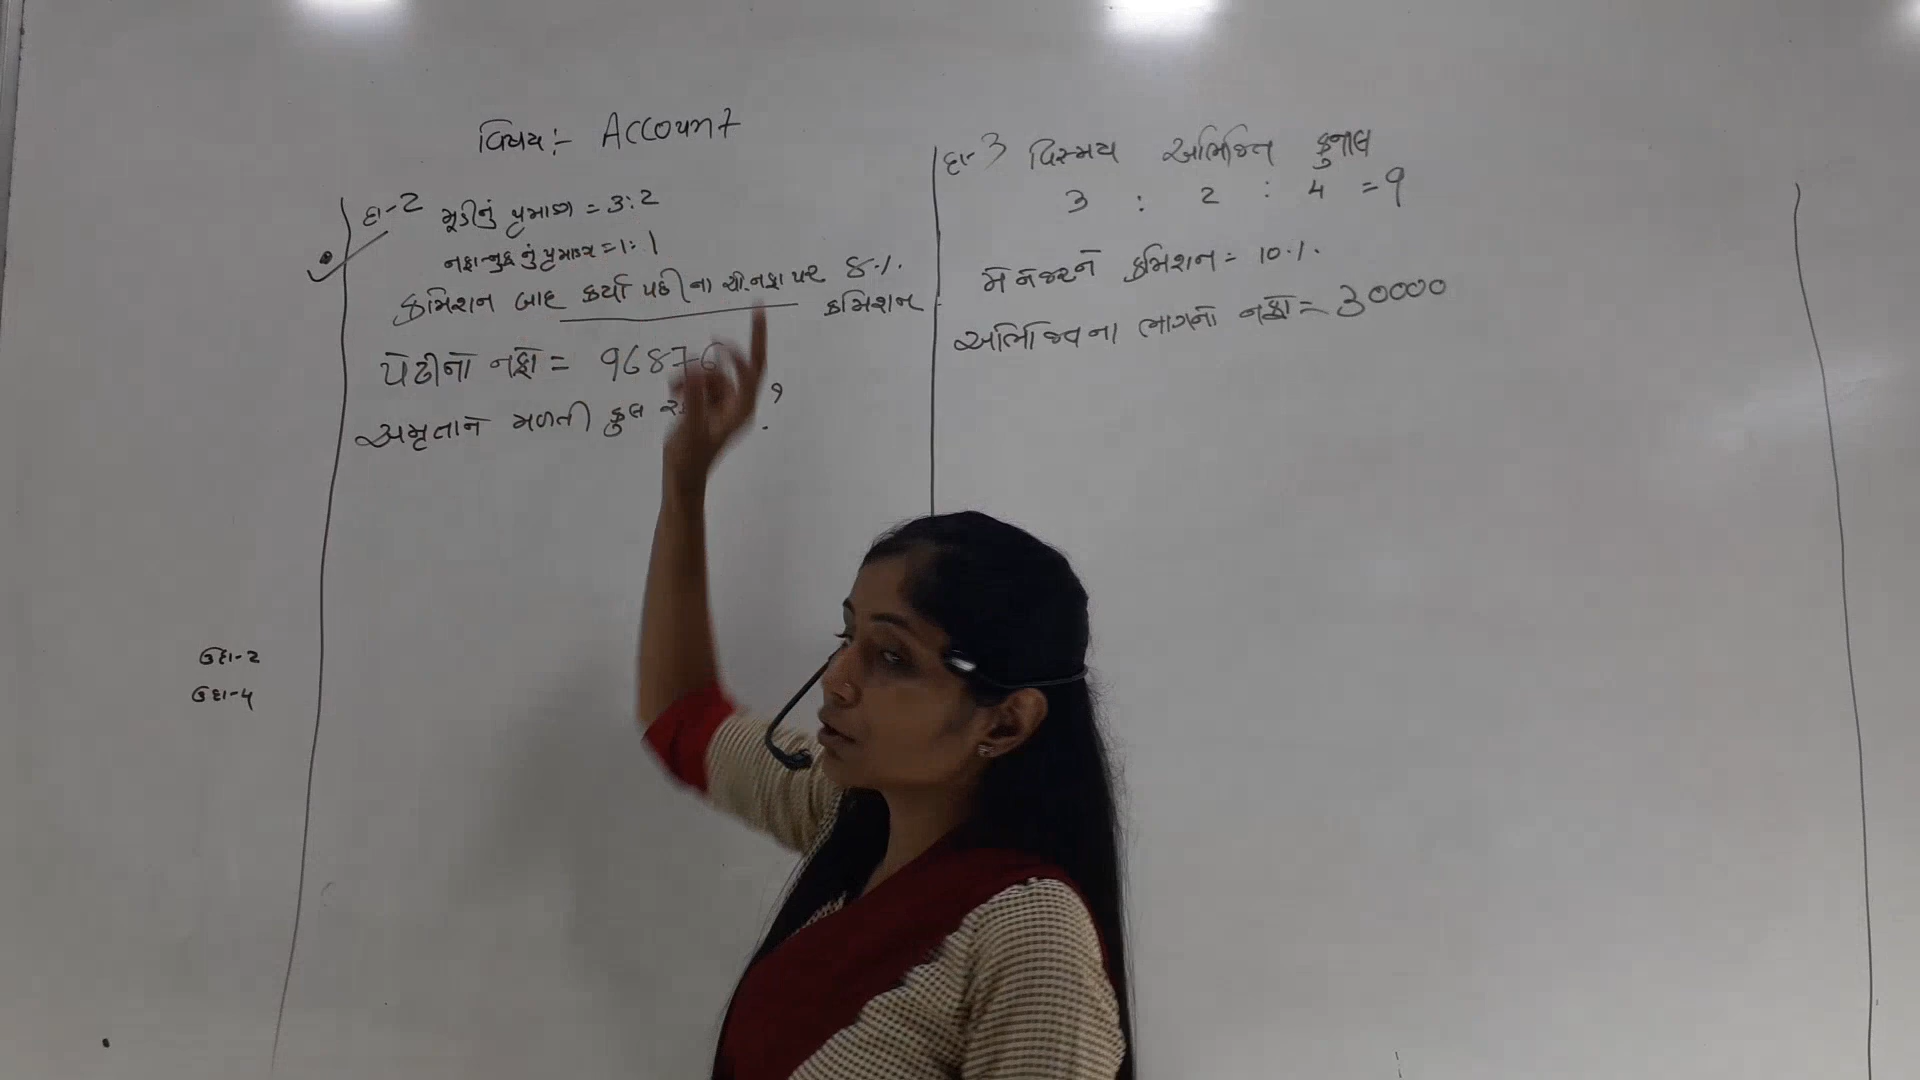 વિષય :- Account
દા-2 મૂડીનું પ્રમાણ = 3:2
નફા-નુકનું પ્રમાણ = 1:1
કમિશન બાદ કર્યા પછીના ચો.નફા પર 8.%.
કમિશન
પેઢીનો નફો = 9687
અમૃતાને મળતી કુલ ?
દા-3 વિસ્મય અભિજિત કુનાલ
3 : 2 : 4 = 9
મેનેજરને કમિશન = 10.%.
અભિજિતના ભાગનો નફો = 30000
ઉદા-2
ઉદા-4